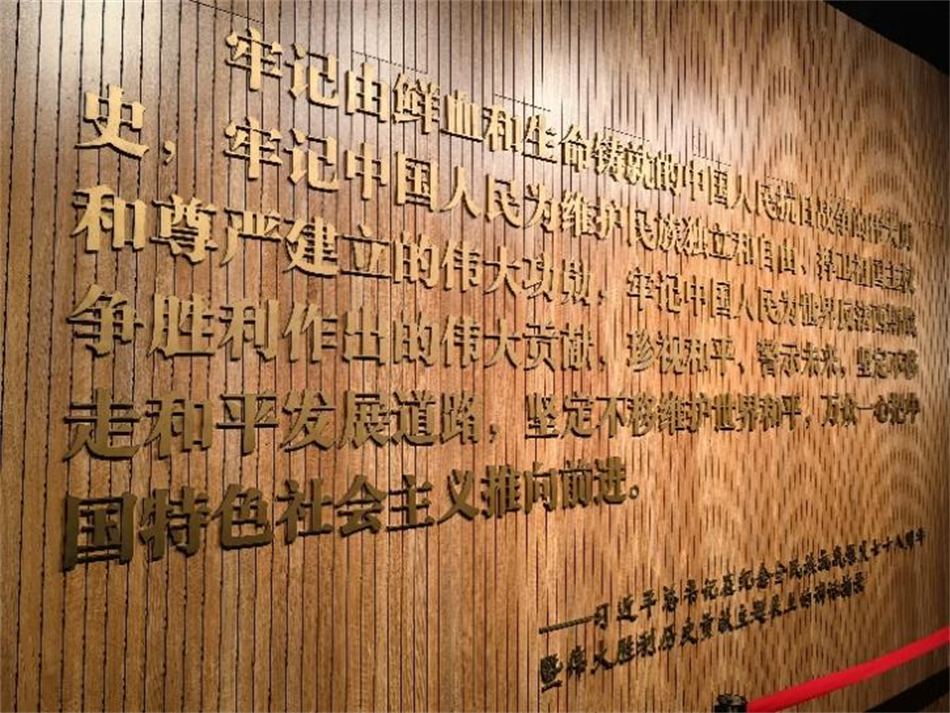 牢记由鲜血和生命铸就的中国人民抗日战争的伟大历
史，牢记中国人民为维护民族独立和自由、捍卫祖国主权
和尊严建立的伟大功勋，牢记中国人民为世界反法西斯战
争胜利作出的伟大贡献，珍视和平，警示未来，坚定不移
走和平发展道路，坚定不移维护世界和平，万众一心把中
国特色社会主义推向前进。
——习近平总书记在纪念全民族抗战爆发七十八周年
暨伟大胜利历史贡献主题展上的讲话摘录